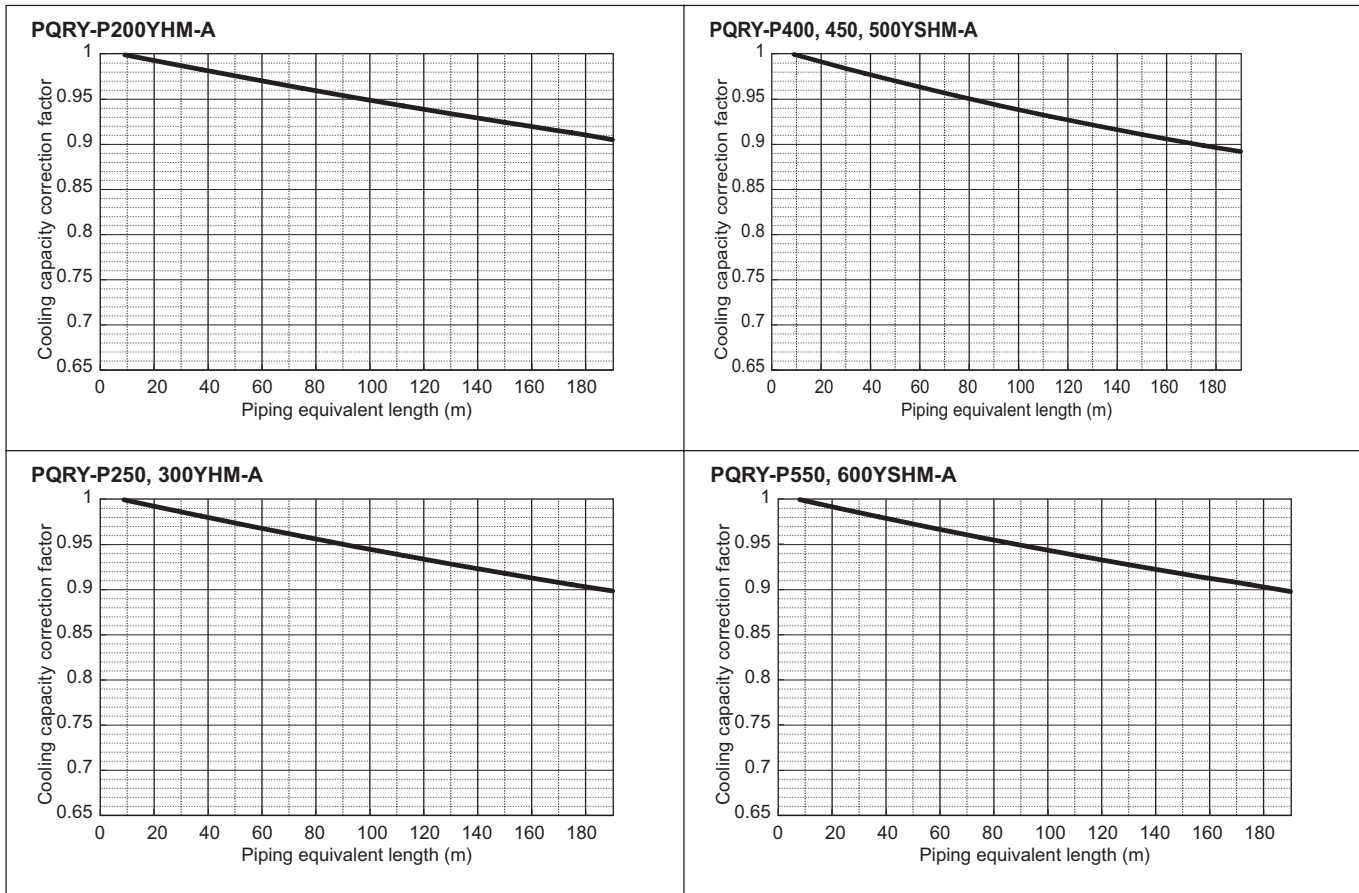 PQRY-P200YHM-A
Cooling capacity correction factor
1
0.95
0.9
0.85
0.8
0.75
0.7
0.65
0 20 40 60 80 100 120 140 160 180
Piping equivalent length (m)
PQRY-P400, 450, 500YSHM-A
Cooling capacity correction factor
1
0.95
0.9
0.85
0.8
0.75
0.7
0.65
0 20 40 60 80 100 120 140 160 180
Piping equivalent length (m)
PQRY-P250, 300YHM-A
Cooling capacity correction factor
1
0.95
0.9
0.85
0.8
0.75
0.7
0.65
0 20 40 60 80 100 120 140 160 180
Piping equivalent length (m)
PQRY-P550, 600YSHM-A
Cooling capacity correction factor
1
0.95
0.9
0.85
0.8
0.75
0.7
0.65
0 20 40 60 80 100 120 140 160 180
Piping equivalent length (m)